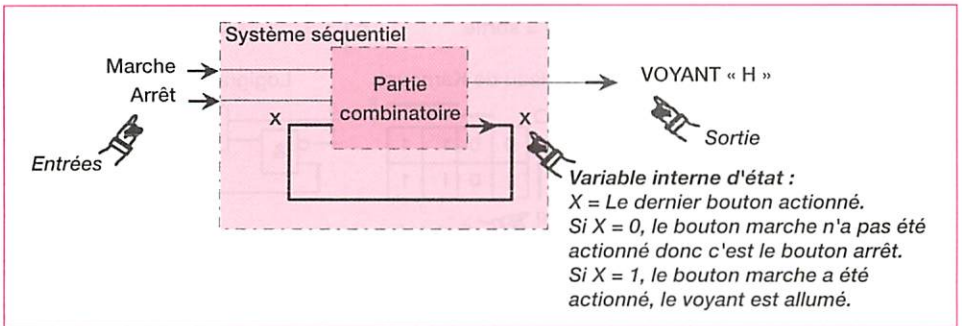 Système séquentiel
Marche
Arrêt
Entrées
Partie
combinatoire
X
X
VOYANT « H »
Sortie
Variable interne d'état :
X = Le dernier bouton actionné.
Si X = 0, le bouton marche n'a pas été
actionné donc c'est le bouton arrêt.
Si X = 1, le bouton marche a été
actionné, le voyant est allumé.